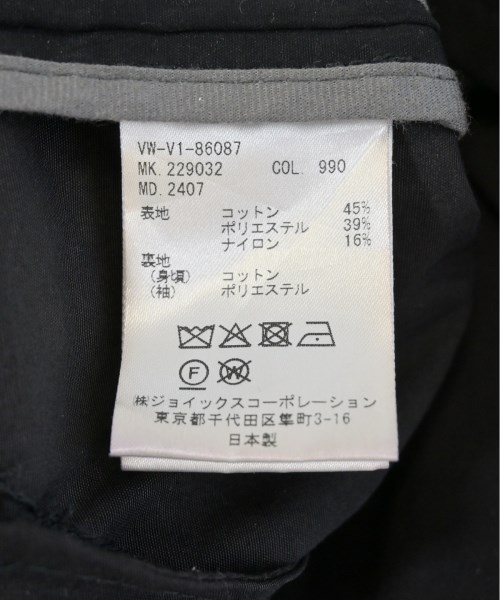 VW-V1-86087
MK. 229032 COL. 990
MD. 2407
表地 コットン 45%
ポリエステル 39%
ナイロン 16%
裏地
(身頃) コットン
(袖) ポリエステル
F W
㈱ジョイックスコーポレーション
東京都千代田区隼町3-16
日本製